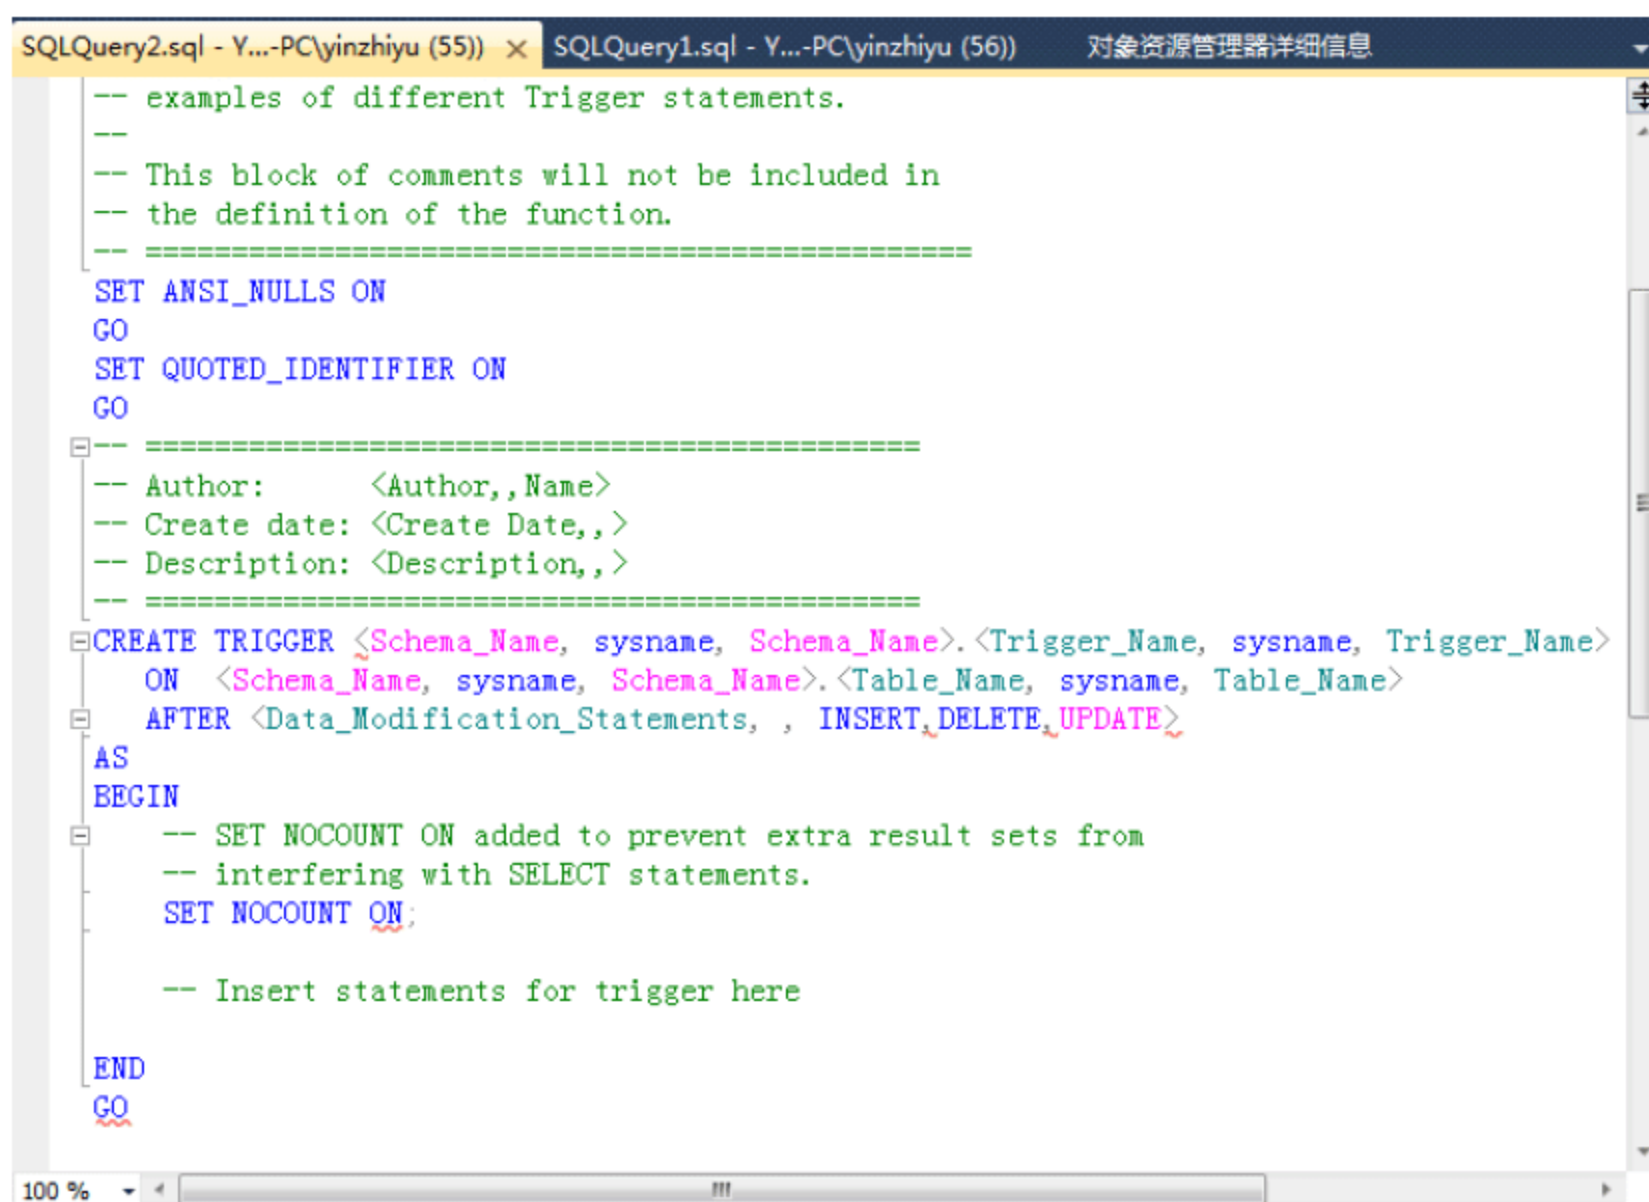 SQLQuery2.sql - Y...-PC\yinzhiyu (55)) × SQLQuery1.sql - Y...-PC\yinzhiyu (56)) 对象资源管理器详细信息
-- examples of different Trigger statements.
--
-- This block of comments will not be included in
-- the definition of the function.
-- ================================================
SET ANSI_NULLS ON
GO
SET QUOTED_IDENTIFIER ON
GO
-- =============================================
-- Author: <Author,,Name>
-- Create date: <Create Date,,>
-- Description: <Description,,>
-- =============================================
CREATE TRIGGER <Schema_Name, sysname, Schema_Name>.<Trigger_Name, sysname, Trigger_Name>
ON <Schema_Name, sysname, Schema_Name>.<Table_Name, sysname, Table_Name>
AFTER <Data_Modification_Statements, , INSERT,DELETE,UPDATE>
AS
BEGIN
-- SET NOCOUNT ON added to prevent extra result sets from
-- interfering with SELECT statements.
SET NOCOUNT ON;
-- Insert statements for trigger here
END
GO
100 %